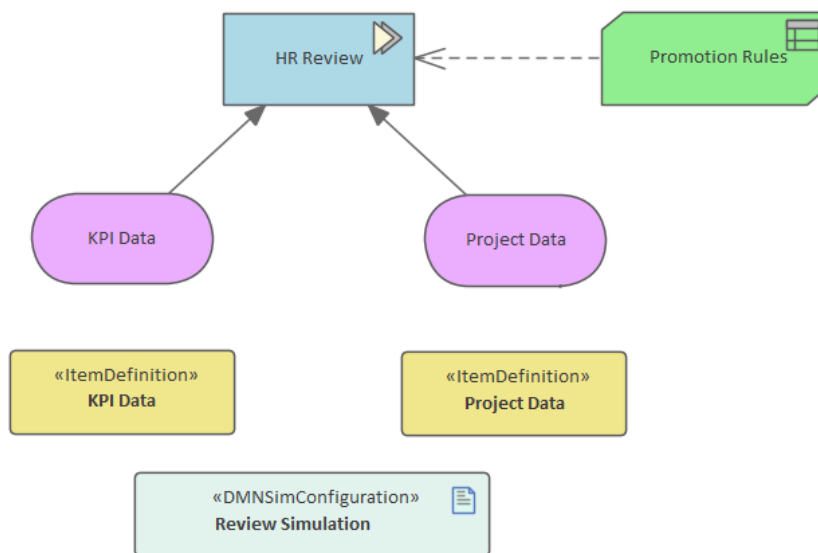 HR Review
Promotion Rules
KPI Data
Project Data
«ItemDefinition»
KPI Data
«ItemDefinition»
Project Data
«DMNSimConfiguration»
Review Simulation